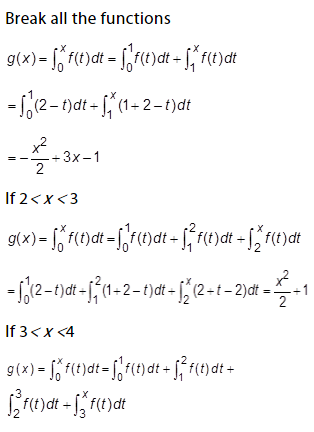 Break all the functions
g(x) = ∫₀ˣ f(t)dt = ∫₀¹ f(t)dt + ∫₁ˣ f(t)dt
= ∫₀¹(2 – t)dt + ∫₁ˣ (1 + 2 – t)dt
= –x²/2 + 3x – 1
If 2 < x < 3
g(x) = ∫₀ˣ f(t)dt = ∫₀¹ f(t)dt + ∫₁² f(t)dt + ∫₂ˣ f(t)dt
= ∫₀¹(2 – t)dt + ∫₁²(1 + 2 – t)dt + ∫₂ˣ (2 + t – 2)dt = x²/2 + 1
If 3 < x < 4
g(x) = ∫₀ˣ f(t)dt = ∫₀¹ f(t)dt + ∫₁² f(t)dt +
∫₂³ f(t)dt + ∫₃ˣ f(t)dt